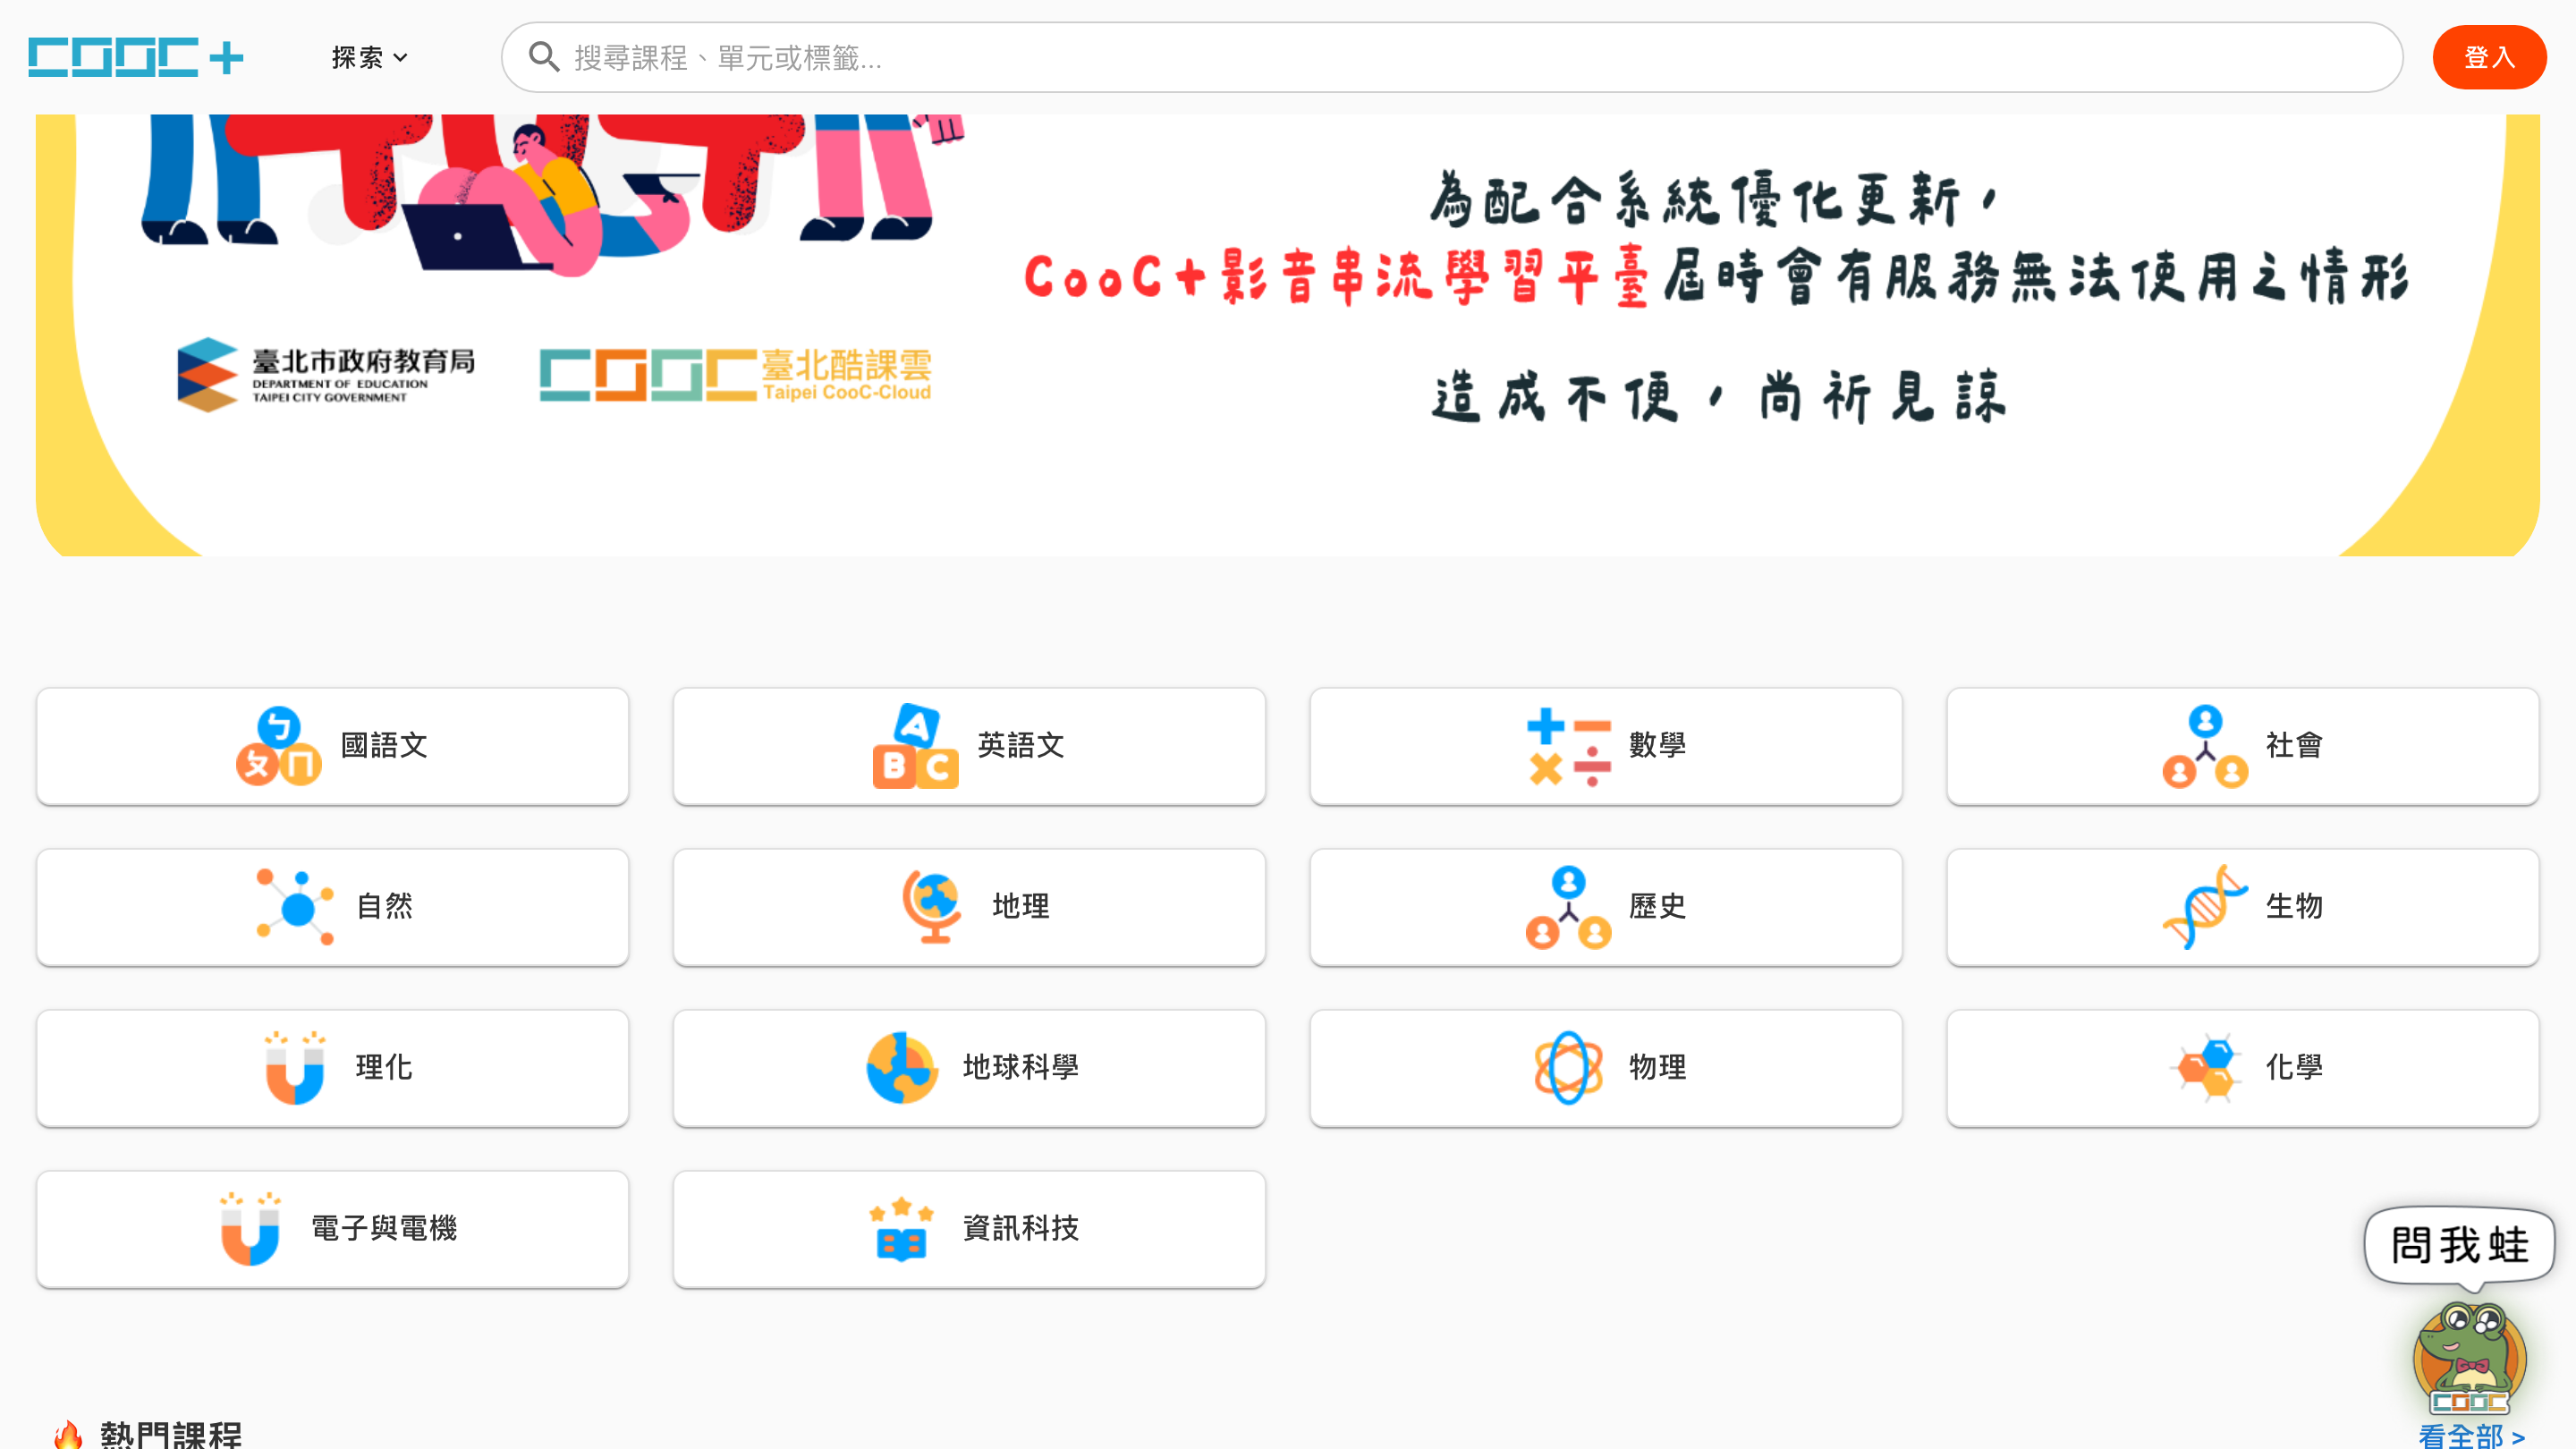 COOC+
探索
搜尋課程、單元或標籤...
登入
為配合系統優化更新，
CooC+影音串流學習平臺屆時會有服務無法使用之情形
造成不便，尚祈見諒
臺北市政府教育局
DEPARTMENT OF EDUCATION
TAIPEI CITY GOVERNMENT
COOC 臺北酷課雲
Taipei CooC-Cloud
ㄅ ㄆ ㄇ 國語文
A B C 英語文
數學
社會
自然
地理
歷史
生物
理化
地球科學
物理
化學
電子與電機
資訊科技
問我蛙
COOC
🔥 熱門課程
看全部 >